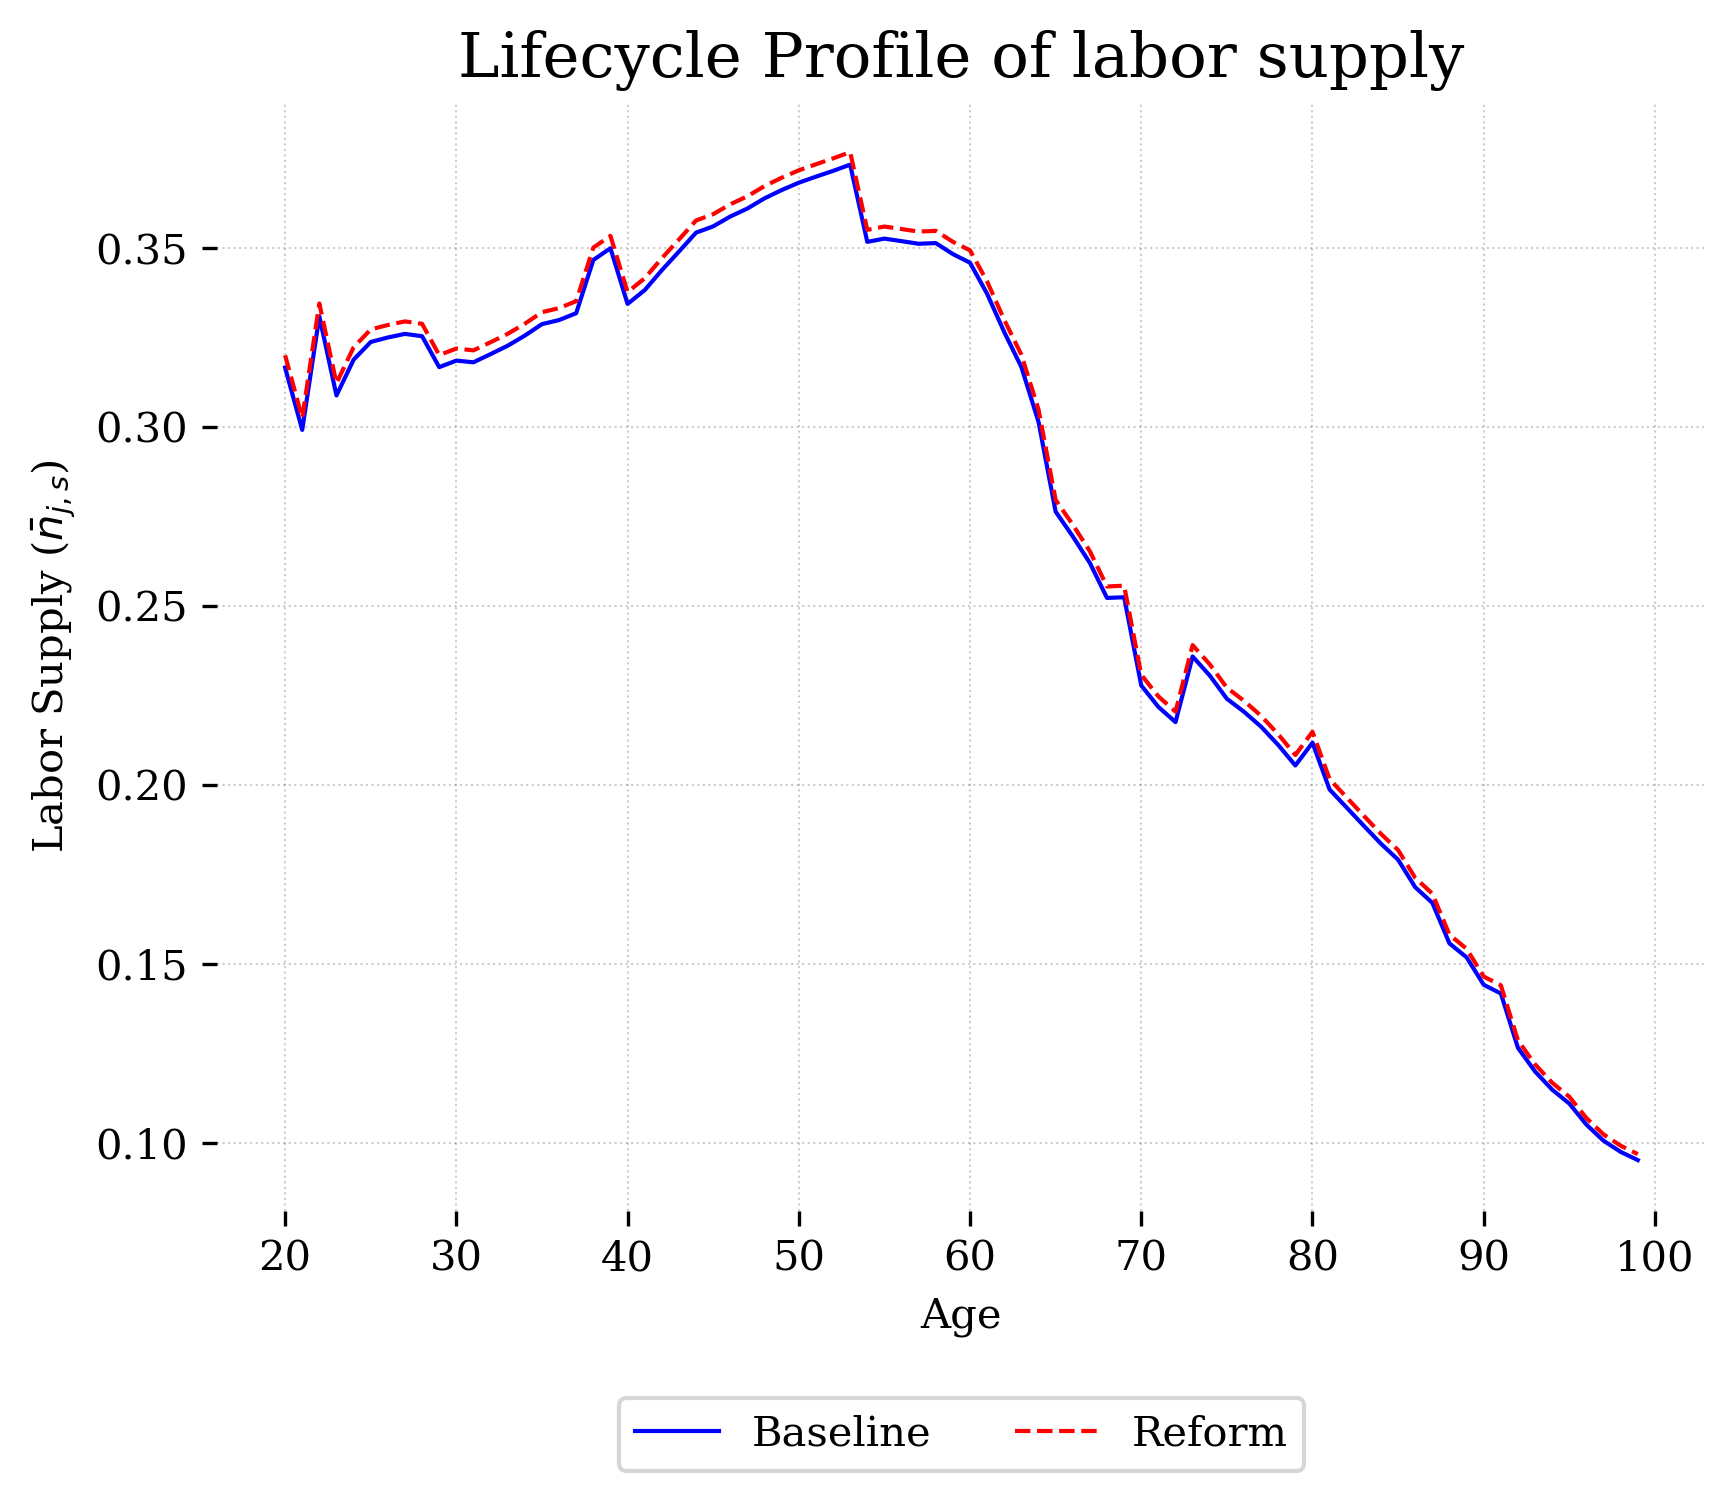 Lifecycle Profile of labor supply
Labor Supply ($\bar{n}_{j,s}$)
0.35
0.30
0.25
0.20
0.15
0.10
20 30 40 50 60 70 80 90 100
Age
Baseline Reform